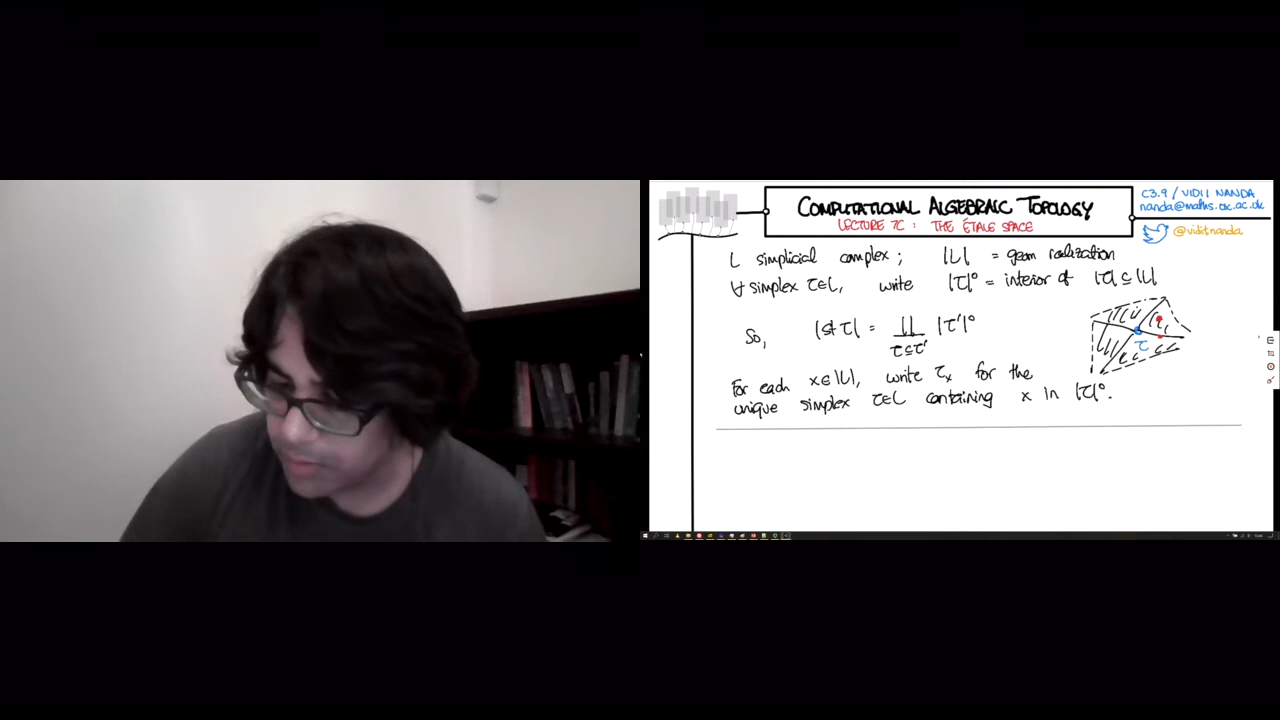 COMPUTATIONAL ALGEBRAIC TOPOLOGY
LECTURE 7C : THE ÉTALE SPACE
C3.9 / VIDIT NANDA
nanda@maths.ox.ac.uk
@viditnanda
L simplicial complex ; |L| = geom realization
∀ simplex τ∈L, write |τ|° = interior of |τ| ⊆ |L|
So, |st τ| = ∐ |τ'|°
τ⊆τ'
τ
For each x∈|L|, write τₓ for the
unique simplex τ∈L containing x in |τ|°.